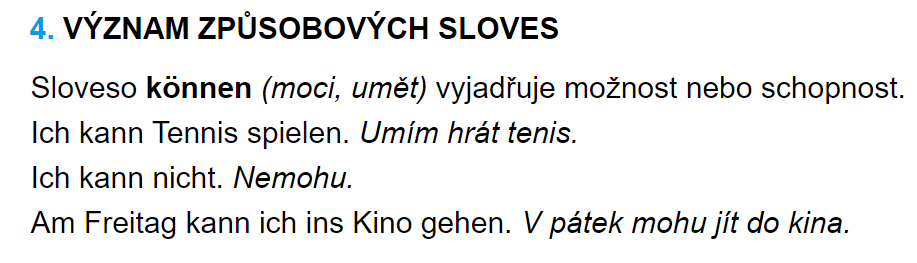 4. VÝZNAM ZPŮSOBOVÝCH SLOVES
Sloveso können (moci, umět) vyjadřuje možnost nebo schopnost.
Ich kann Tennis spielen. Umím hrát tenis.
Ich kann nicht. Nemohu.
Am Freitag kann ich ins Kino gehen. V pátek mohu jít do kina.